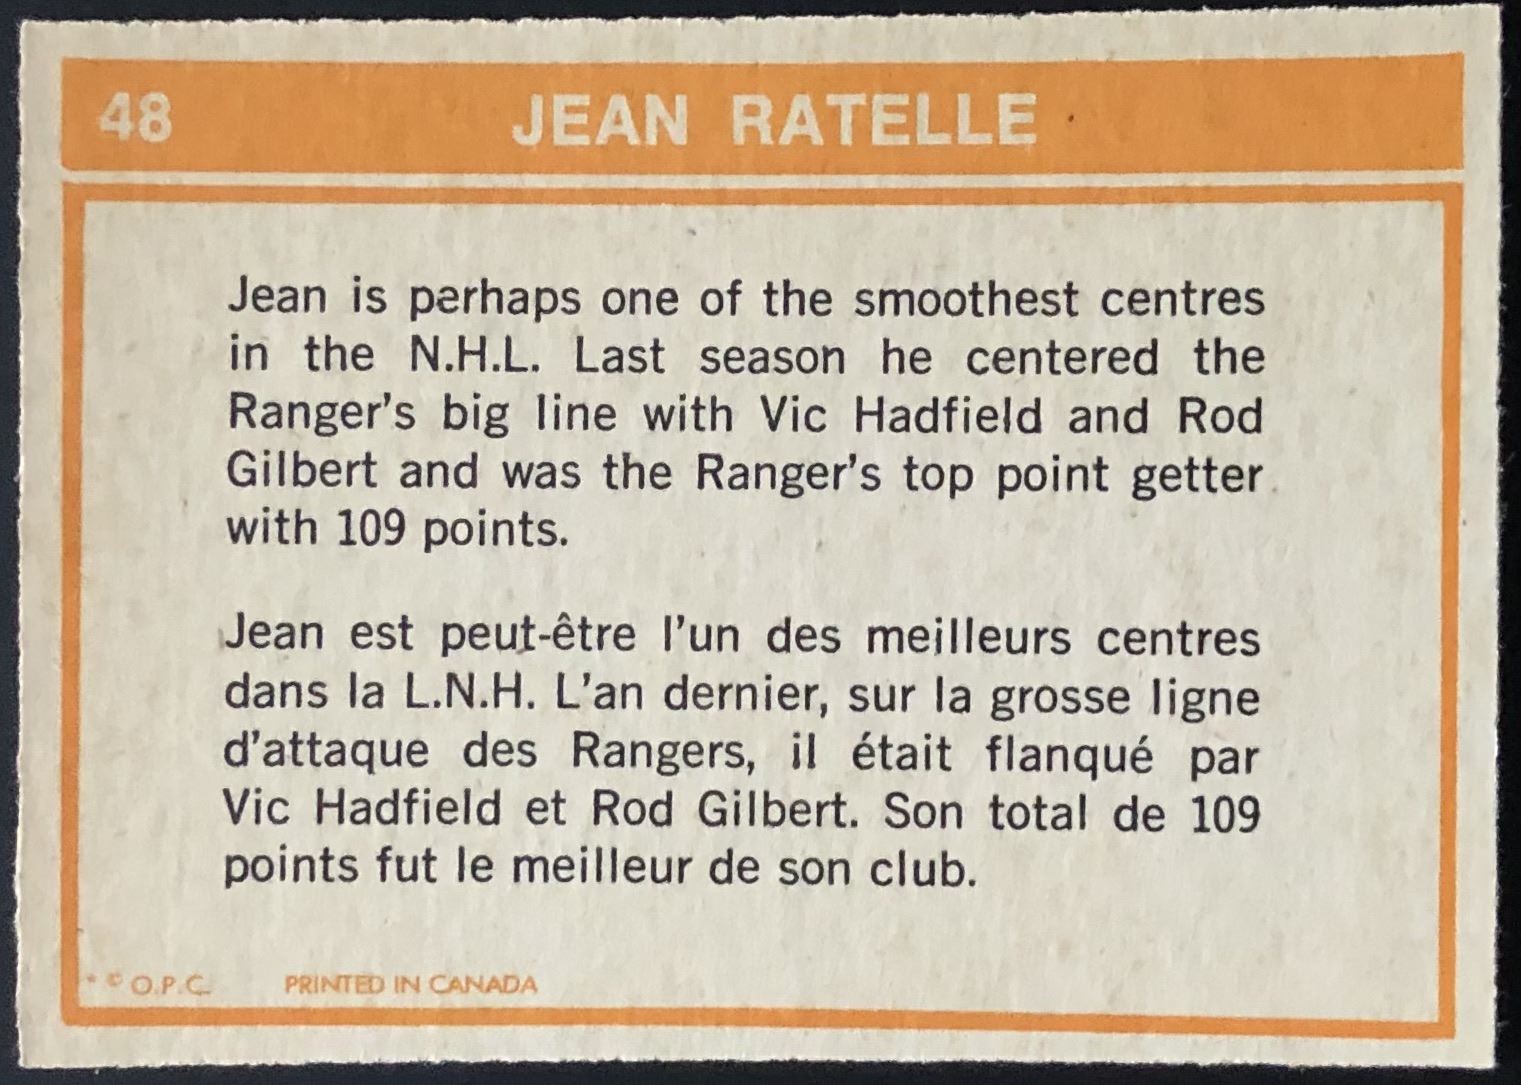 48 JEAN RATELLE
Jean is perhaps one of the smoothest centres
in the N.H.L. Last season he centered the
Ranger's big line with Vic Hadfield and Rod
Gilbert and was the Ranger's top point getter
with 109 points.
Jean est peut-être l'un des meilleurs centres
dans la L.N.H. L'an dernier, sur la grosse ligne
d'attaque des Rangers, il était flanqué par
Vic Hadfield et Rod Gilbert. Son total de 109
points fut le meilleur de son club.
* © O.P.C. PRINTED IN CANADA